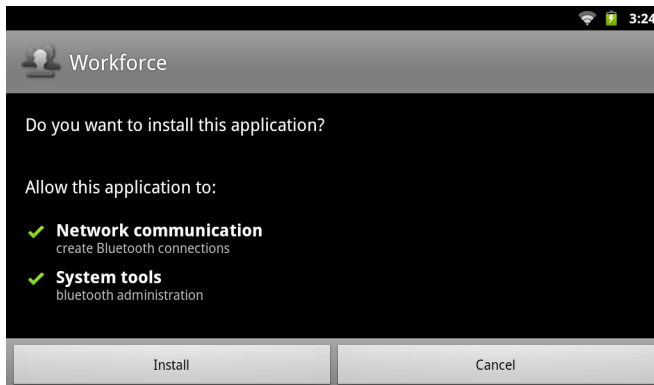 3:24
Workforce
Do you want to install this application?
Allow this application to:
Network communication
create Bluetooth connections
System tools
bluetooth administration
Install
Cancel